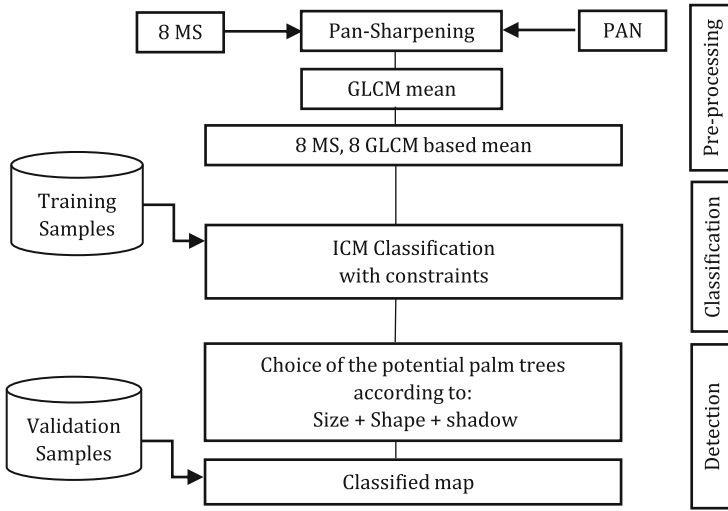 8 MS
Pan-Sharpening
PAN
GLCM mean
8 MS, 8 GLCM based mean
Pre-processing
Training
Samples
ICM Classification
with constraints
Classification
Choice of the potential palm trees
according to:
Size + Shape + shadow
Validation
Samples
Classified map
Detection